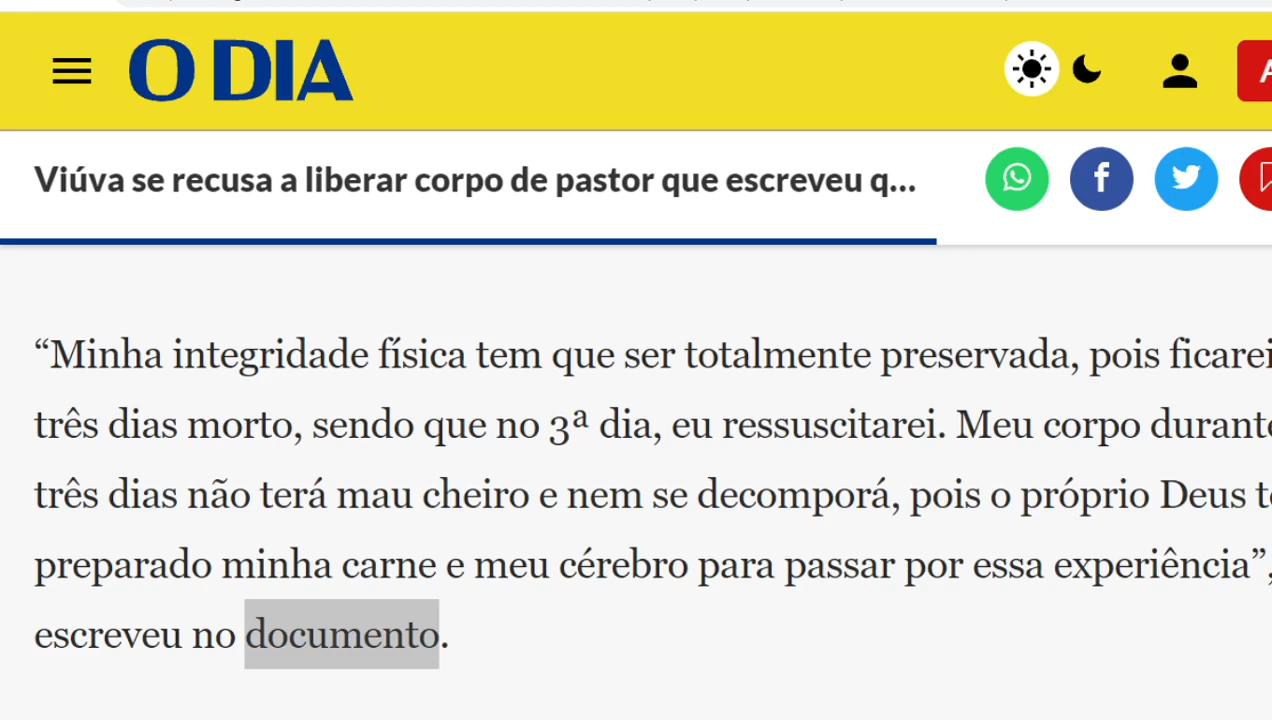 O DIA
A
Viúva se recusa a liberar corpo de pastor que escreveu q...
“Minha integridade física tem que ser totalmente preservada, pois ficarei
três dias morto, sendo que no 3ª dia, eu ressuscitarei. Meu corpo durante
três dias não terá mau cheiro e nem se decomporá, pois o próprio Deus
preparado minha carne e meu cérebro para passar por essa experiência”,
escreveu no documento.